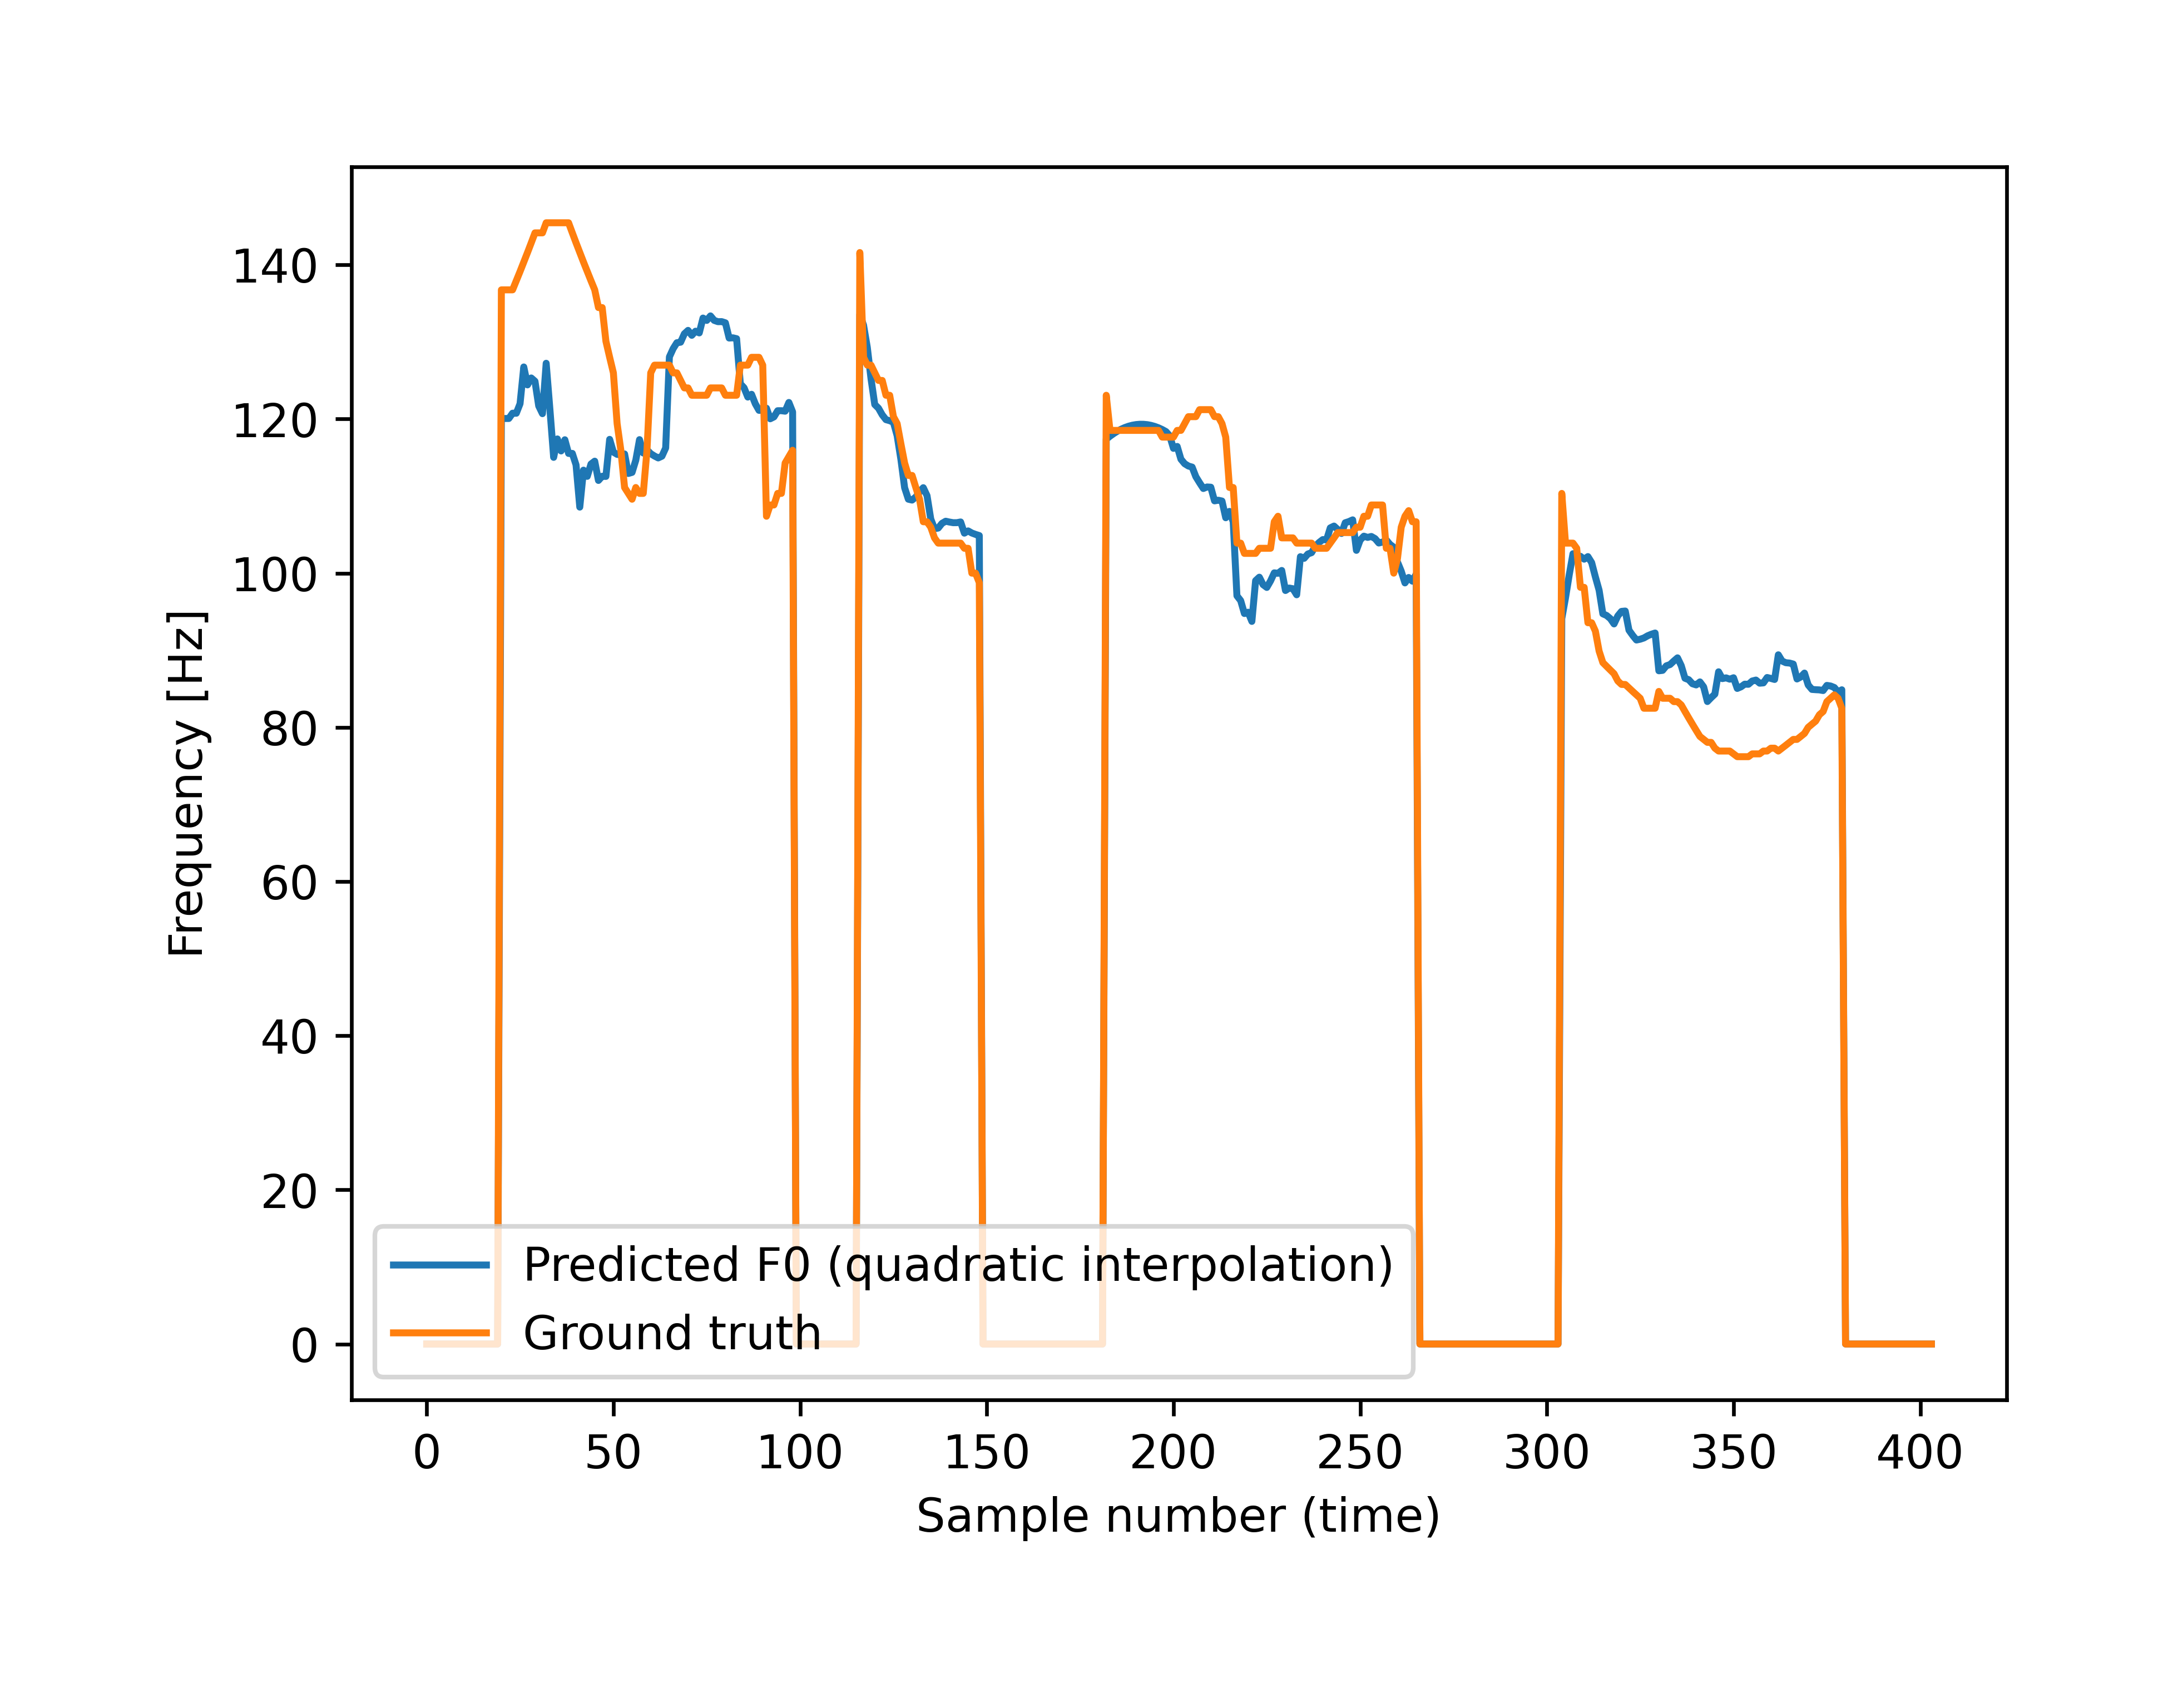 140
120
100
80
60
40
20
0
Frequency [Hz]
Predicted F0 (quadratic interpolation)
Ground truth
0 50 100 150 200 250 300 350 400
Sample number (time)